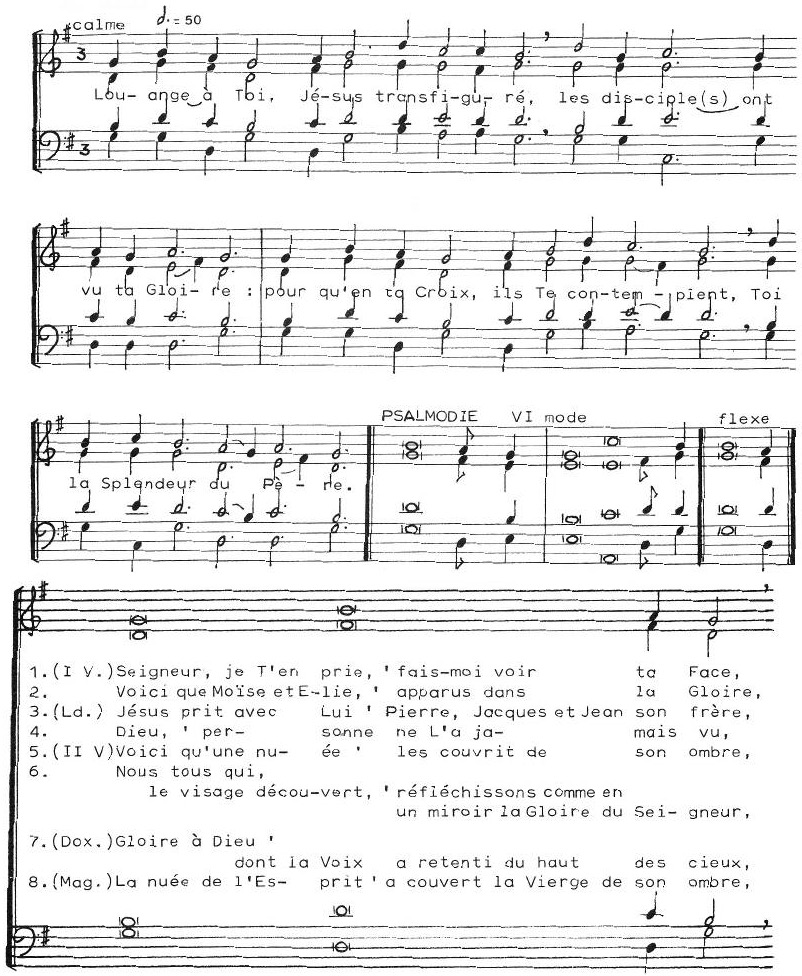 calme ♩. = 50
3
Lou- ange à Toi, Jé-sus transfi-gu- ré, les dis-ciple(s) ont
3
vu ta Gloi- re : pour qu'en ta Croix, ils Te con-tem - plent, Toi
PSALMODIE VI mode flexe
la Splendeur du Pè - re.
1.(I V.)Seigneur, je T'en prie, ' fais-moi voir ta Face,
2. Voici que Moïse et E-lie, ' apparus dans la Gloire,
3.(Ld.) Jésus prit avec Lui ' Pierre, Jacques et Jean son frère,
4. Dieu, ' per- sonne ne L'a ja- mais vu,
5.(II V)Voici qu'une nu- ée ' les couvrit de son ombre,
6. Nous tous qui,
le visage décou-vert, ' réfléchissons comme en
un miroir la Gloire du Sei- gneur,
7.(Dox.)Gloire à Dieu '
dont la Voix a retenti du haut des cieux,
8.(Mag.)La nuée de l'Es- prit ' a couvert la Vierge de son ombre,